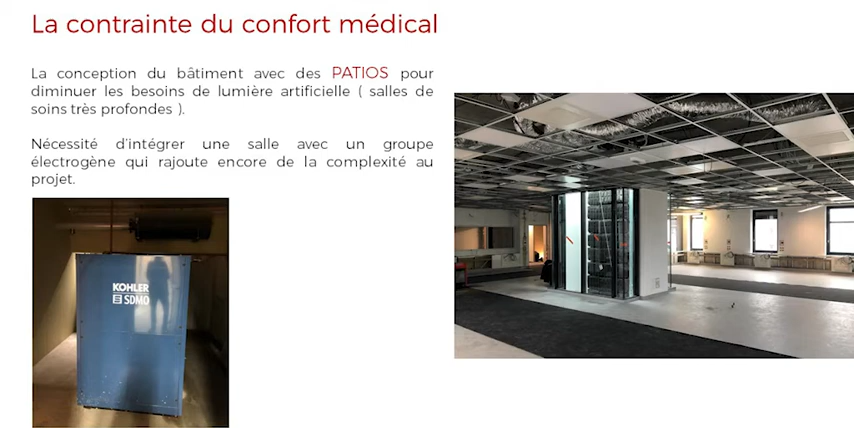 La contrainte du confort médical
La conception du bâtiment avec des PATIOS pour
diminuer les besoins de lumière artificielle ( salles de
soins très profondes ).
Nécessité d'intégrer une salle avec un groupe
électrogène qui rajoute encore de la complexité au
projet.
KOHLER
SDMO